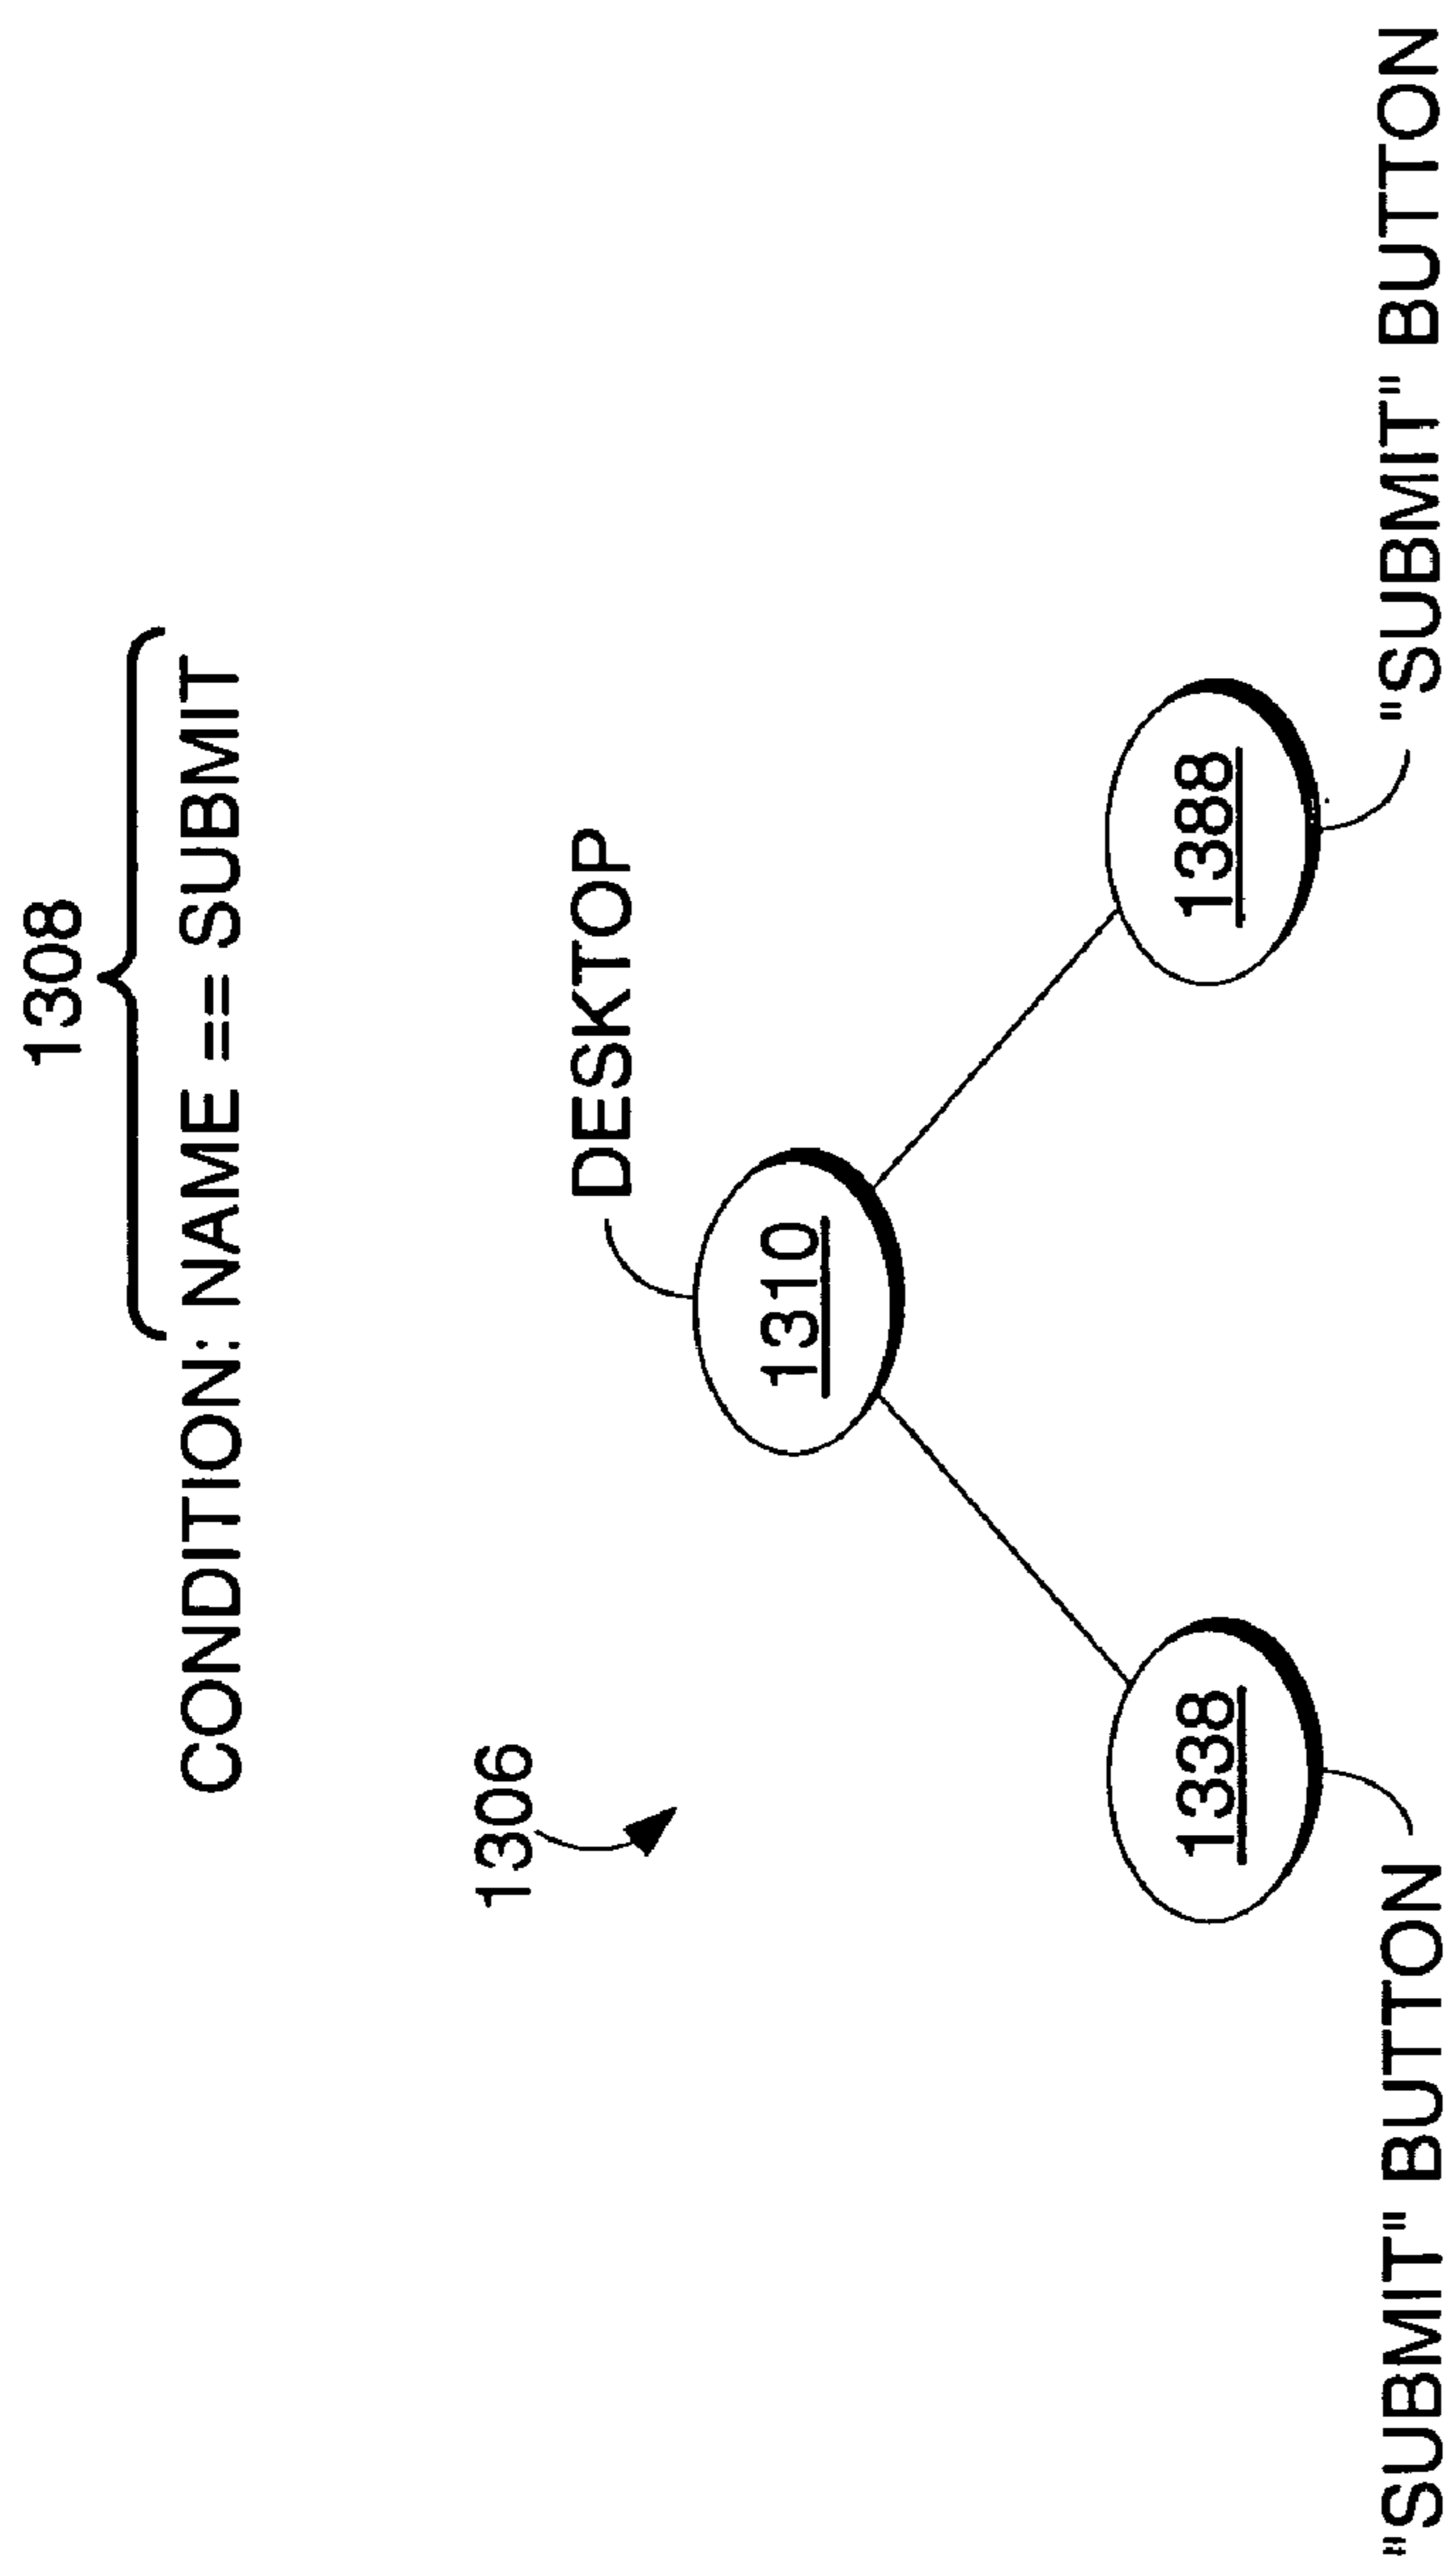 1308
CONDITION: NAME == SUBMIT
1306
DESKTOP
1310
1338
1388
"SUBMIT" BUTTON
"SUBMIT" BUTTON